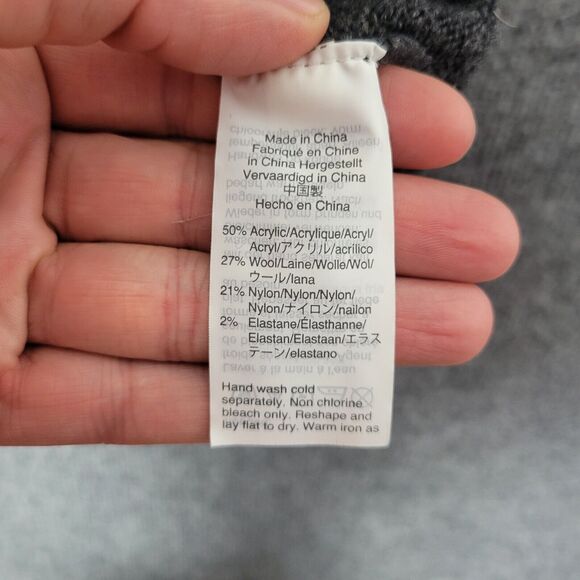 Made in China
Fabriqué en Chine
in China Hergestellt
Vervaardigd in China
中国製
Hecho en China
50% Acrylic/Acrylique/Acryl/
Acryl/アクリル/acrilico
27% Wool/Laine/Wolle/Wol/
ウール/lana
21% Nylon/Nylon/Nylon/
Nylon/ナイロン/nailon
2% Elastane/Élasthanne/
Elastan/Elastaan/エラス
テーン/elastano
Hand wash cold
separately. Non chlorine
bleach only. Reshape and
lay flat to dry. Warm iron as